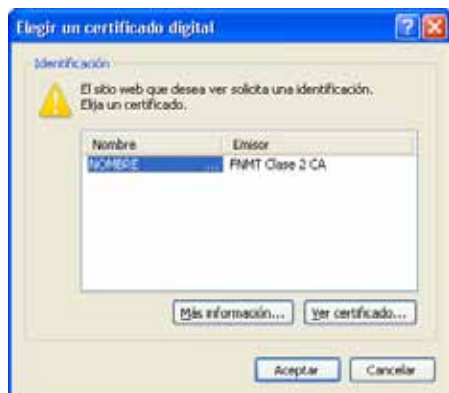 Elegir un certificado digital
Identificación
El sitio web que desea ver solicita una identificación.
Elija un certificado.
Nombre Emisor
NOMBRE ... FNMT Clase 2 CA
Más información... Ver certificado...
Aceptar Cancelar